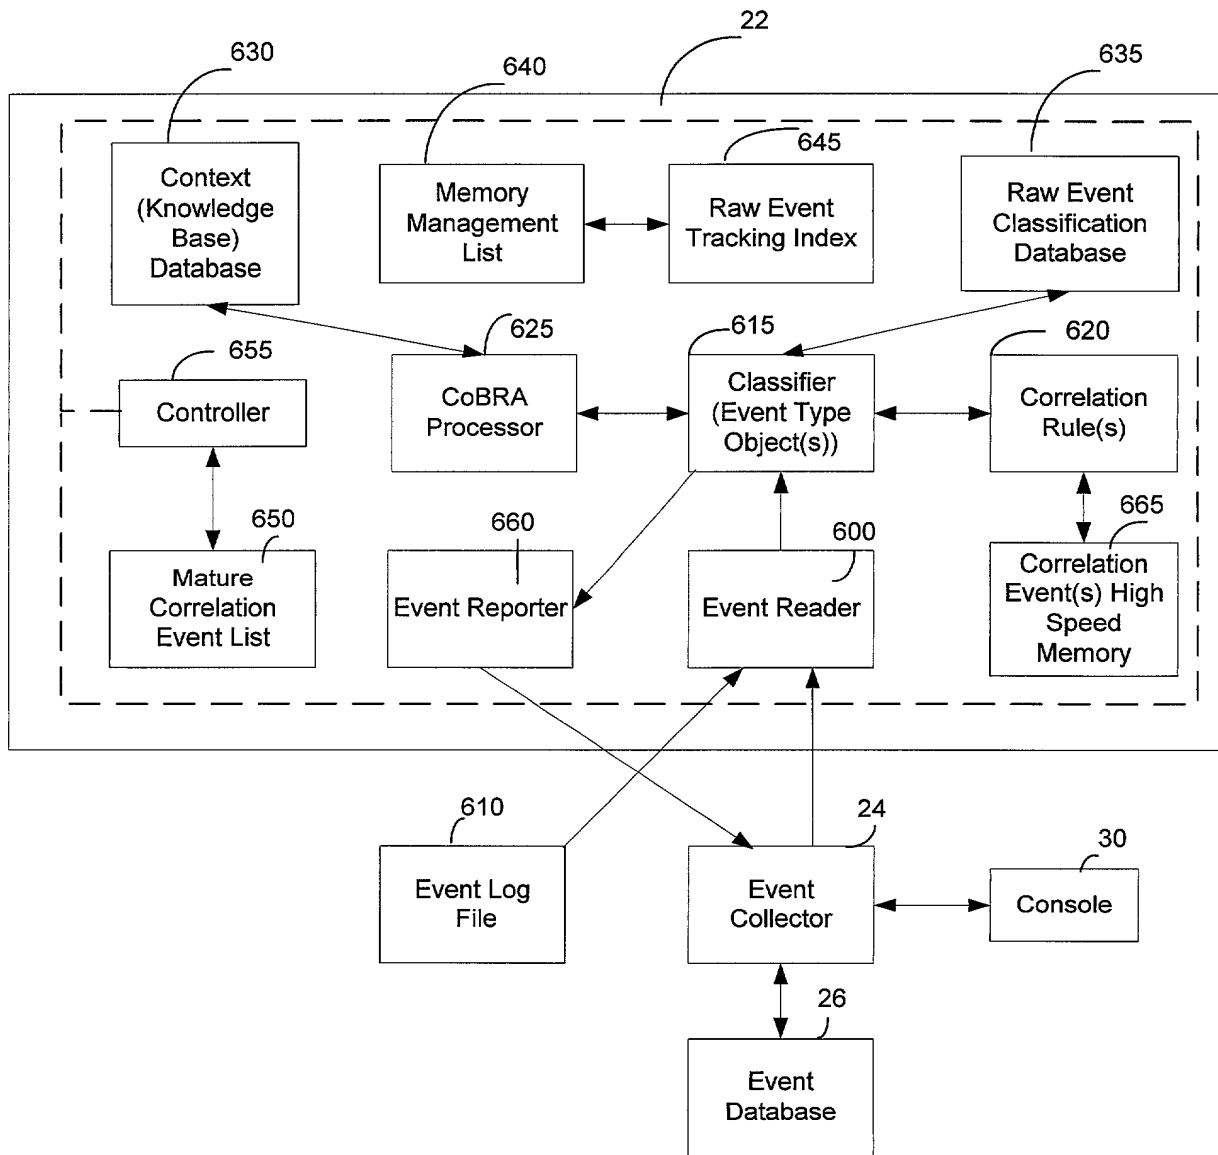 22
630
640
635
645
Context
(Knowledge
Base)
Database
Memory
Management
List
Raw Event
Tracking Index
Raw Event
Classification
Database
625
615
620
655
Controller
CoBRA
Processor
Classifier
(Event Type
Object(s))
Correlation
Rule(s)
650
660
600
665
Mature
Correlation
Event List
Event Reporter
Event Reader
Correlation
Event(s) High
Speed
Memory
610
24
30
Event Log
File
Event
Collector
Console
26
Event
Database